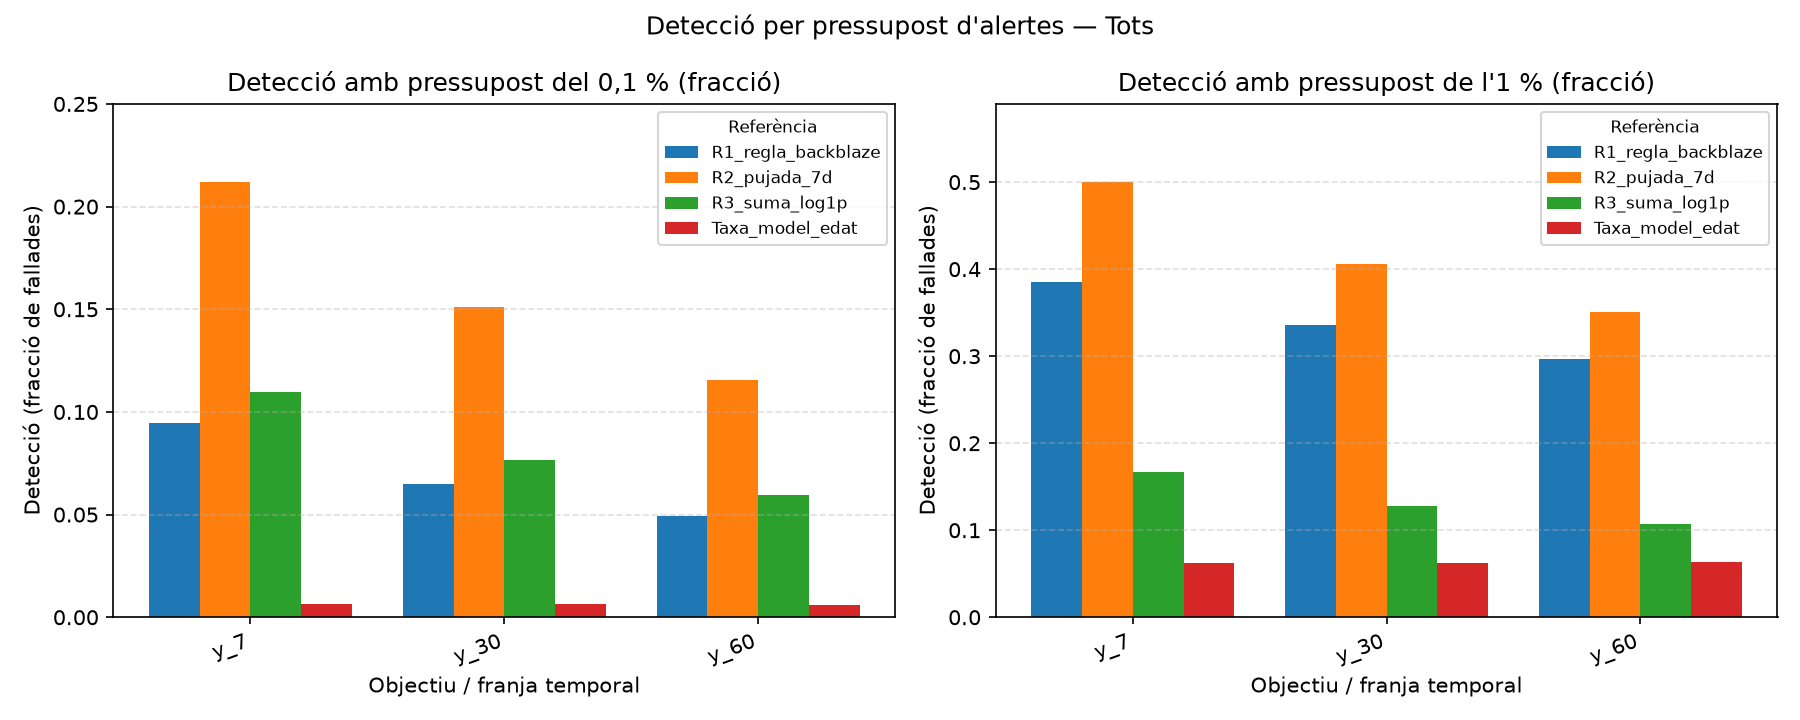 Detecció per pressupost d'alertes — Tots
Detecció amb pressupost del 0,1 % (fracció)
Detecció (fracció de fallades)
0.25
0.20
0.15
0.10
0.05
0.00
Referència
R1_regla_backblaze
R2_pujada_7d
R3_suma_log1p
Taxa_model_edat
y_7
y_30
y_60
Objectiu / franja temporal
Detecció amb pressupost de l'1 % (fracció)
Detecció (fracció de fallades)
0.5
0.4
0.3
0.2
0.1
0.0
Referència
R1_regla_backblaze
R2_pujada_7d
R3_suma_log1p
Taxa_model_edat
y_7
y_30
y_60
Objectiu / franja temporal